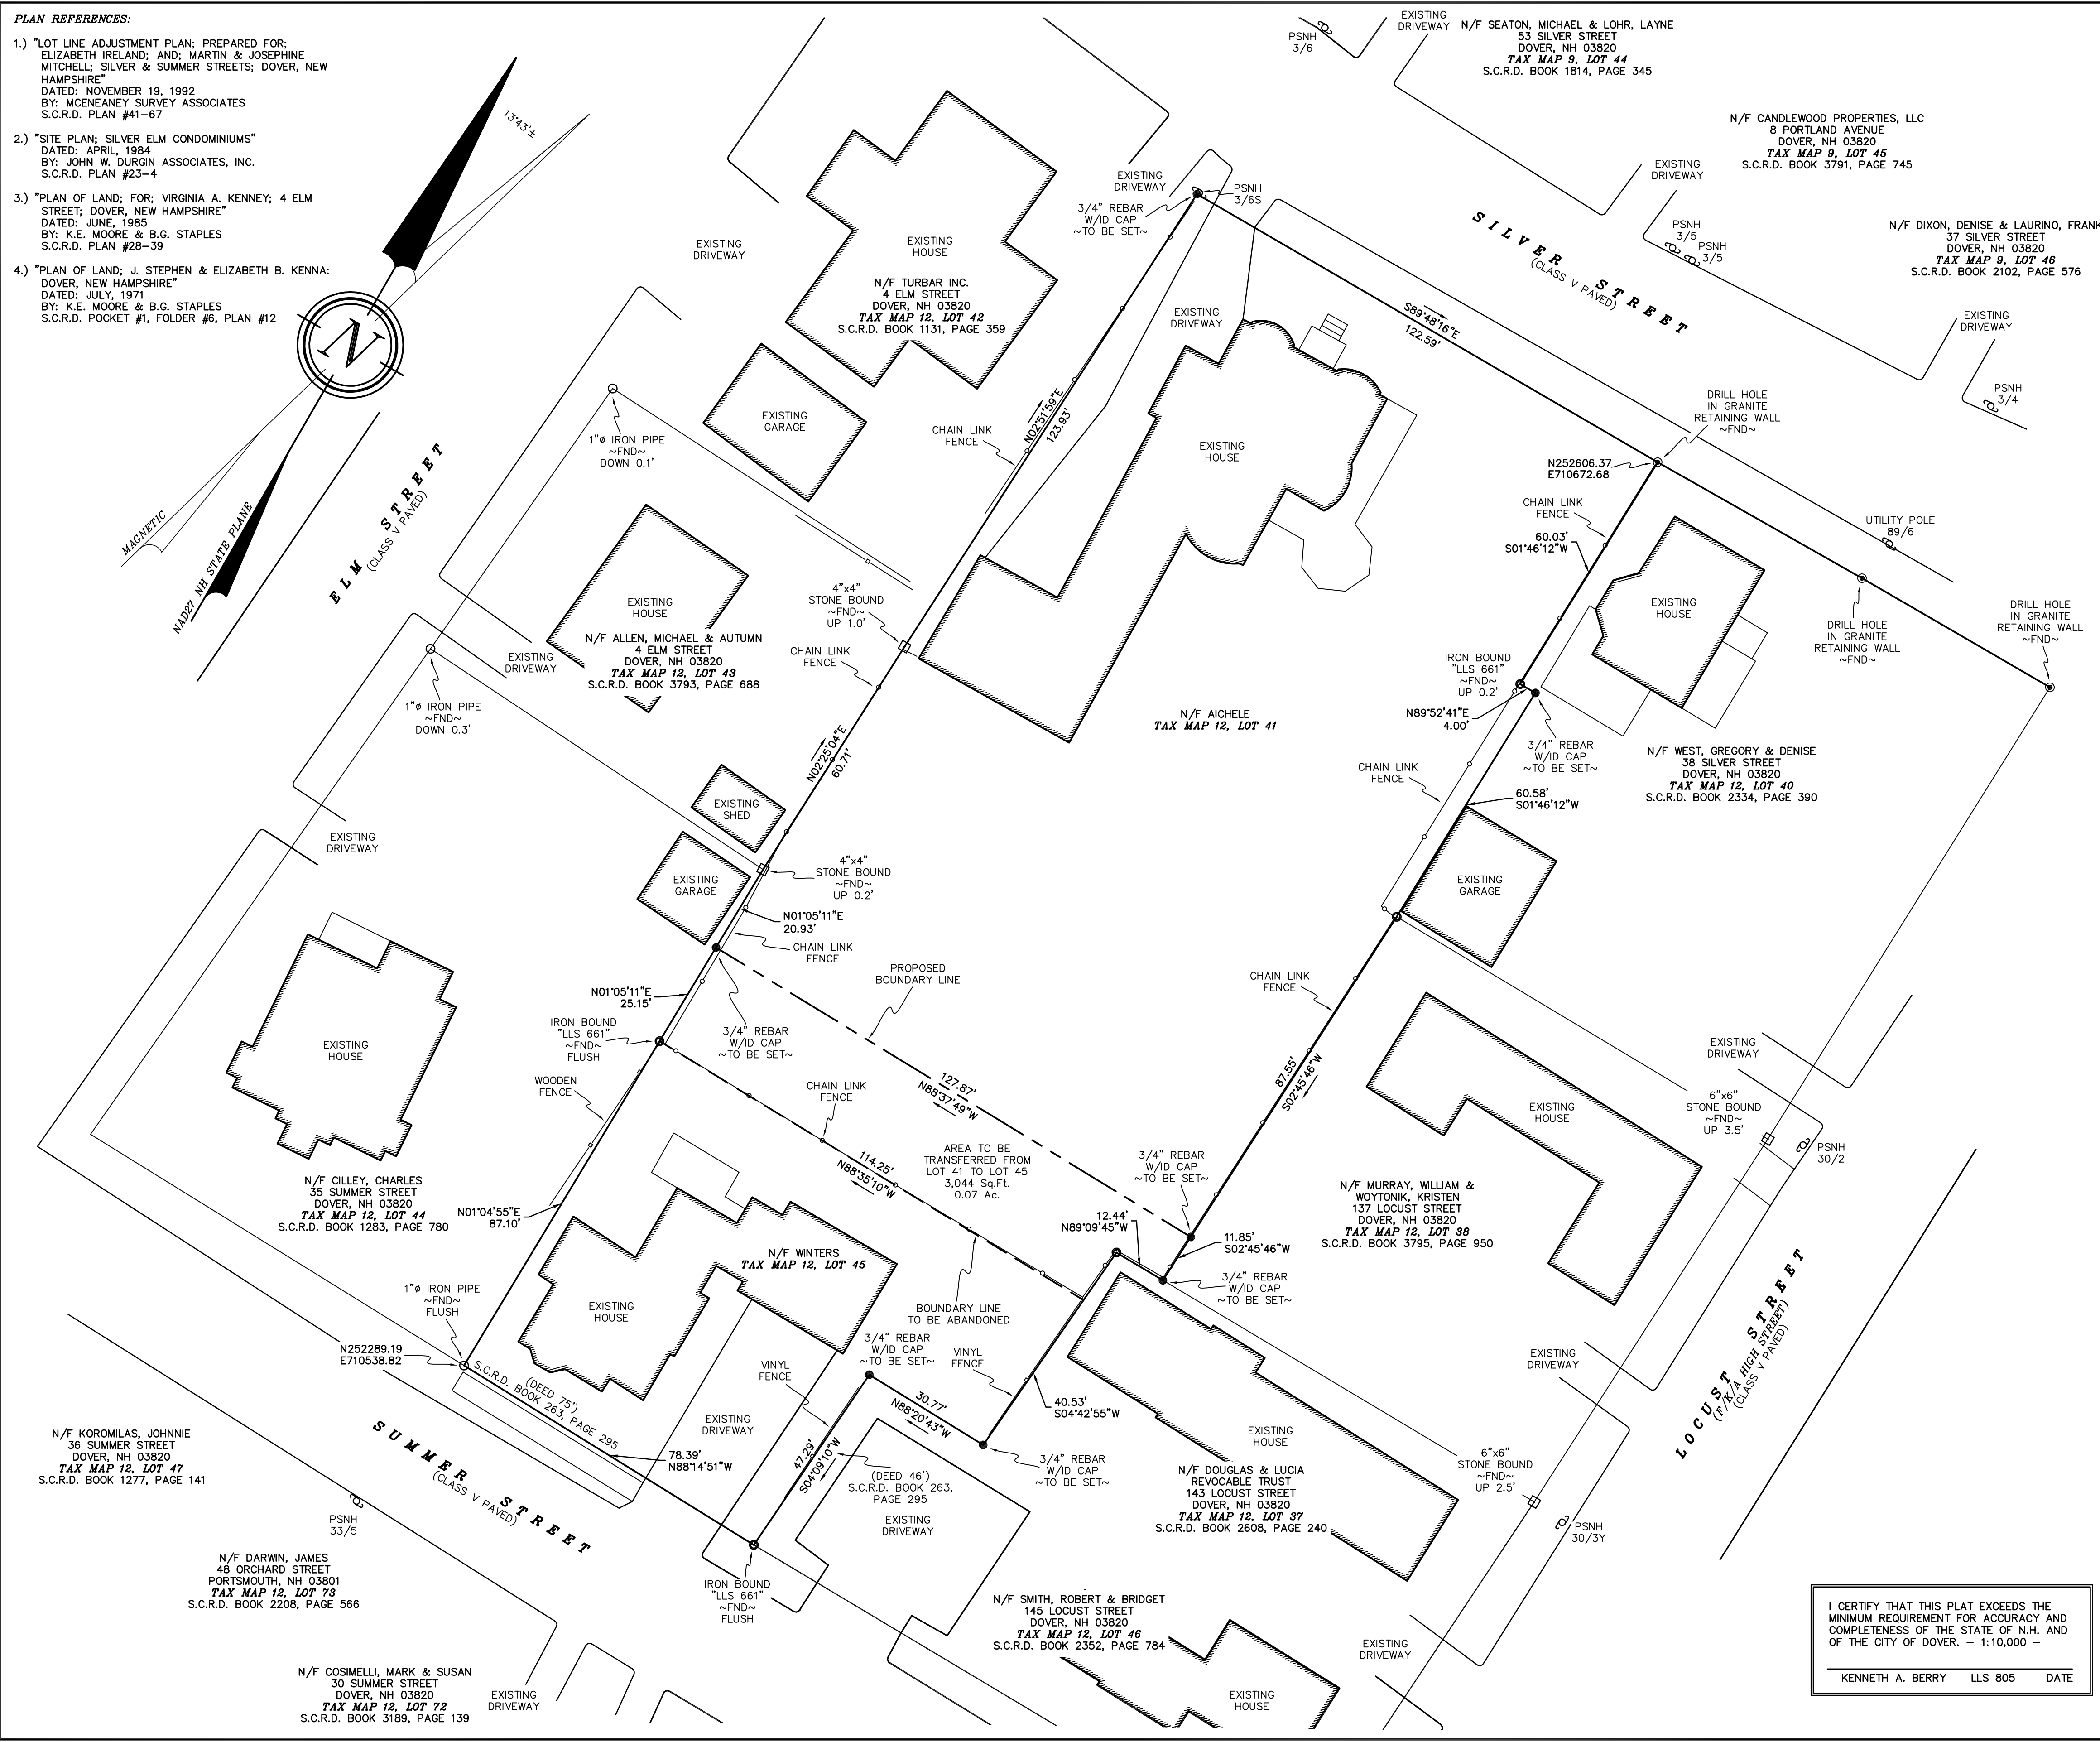 PLAN REFERENCES:
1.) "LOT LINE ADJUSTMENT PLAN; PREPARED FOR;
ELIZABETH IRELAND; AND; MARTIN & JOSEPHINE
MITCHELL; SILVER & SUMMER STREETS; DOVER, NEW
HAMPSHIRE"
DATED: NOVEMBER 19, 1992
BY: MCENEANEY SURVEY ASSOCIATES
S.C.R.D. PLAN #41-67
2.) "SITE PLAN; SILVER ELM CONDOMINIUMS"
DATED: APRIL, 1984
BY: JOHN W. DURGIN ASSOCIATES, INC.
S.C.R.D. PLAN #23-4
3.) "PLAN OF LAND; FOR; VIRGINIA A. KENNEY; 4 ELM
STREET; DOVER, NEW HAMPSHIRE"
DATED: JUNE, 1985
BY: K.E. MOORE & B.G. STAPLES
S.C.R.D. PLAN #28-39
4.) "PLAN OF LAND; J. STEPHEN & ELIZABETH B. KENNA:
DOVER, NEW HAMPSHIRE"
DATED: JULY, 1971
BY: K.E. MOORE & B.G. STAPLES
S.C.R.D. POCKET #1, FOLDER #6, PLAN #12
13°43'±
N
MAGNETIC
NAD27 NH STATE PLANE
PSNH
3/6
EXISTING
DRIVEWAY
N/F SEATON, MICHAEL & LOHR, LAYNE
53 SILVER STREET
DOVER, NH 03820
TAX MAP 9, LOT 44
S.C.R.D. BOOK 1814, PAGE 345
N/F CANDLEWOOD PROPERTIES, LLC
8 PORTLAND AVENUE
DOVER, NH 03820
TAX MAP 9, LOT 45
S.C.R.D. BOOK 3791, PAGE 745
EXISTING
DRIVEWAY
PSNH
3/5
PSNH
3/5
N/F DIXON, DENISE & LAURINO, FRANK
37 SILVER STREET
DOVER, NH 03820
TAX MAP 9, LOT 46
S.C.R.D. BOOK 2102, PAGE 576
EXISTING
DRIVEWAY
PSNH
3/4
SILVER STREET
(CLASS V PAVED)
EXISTING
DRIVEWAY
3/4" REBAR
W/ID CAP
~TO BE SET~
PSNH
3/6S
EXISTING
DRIVEWAY
EXISTING
HOUSE
N/F TURBAR INC.
4 ELM STREET
DOVER, NH 03820
TAX MAP 12, LOT 42
S.C.R.D. BOOK 1131, PAGE 359
EXISTING
DRIVEWAY
S89°48'16"E
122.59'
EXISTING
GARAGE
1"ø IRON PIPE
~FND~
DOWN 0.1'
CHAIN LINK
FENCE
N02°51'59"E
123.93'
EXISTING
HOUSE
DRILL HOLE
IN GRANITE
RETAINING WALL
~FND~
N252606.37
E710672.68
CHAIN LINK
FENCE
60.03'
S01°46'12"W
UTILITY POLE
89/6
ELM STREET
(CLASS V PAVED)
EXISTING
HOUSE
N/F ALLEN, MICHAEL & AUTUMN
4 ELM STREET
DOVER, NH 03820
TAX MAP 12, LOT 43
S.C.R.D. BOOK 3793, PAGE 688
EXISTING
DRIVEWAY
4"x4"
STONE BOUND
~FND~
UP 1.0'
CHAIN LINK
FENCE
EXISTING
HOUSE
DRILL HOLE
IN GRANITE
RETAINING WALL
~FND~
DRILL HOLE
IN GRANITE
RETAINING WALL
~FND~
IRON BOUND
"LLS 661"
~FND~
UP 0.2'
N89°52'41"E
4.00'
1"ø IRON PIPE
~FND~
DOWN 0.3'
N/F AICHELE
TAX MAP 12, LOT 41
3/4" REBAR
W/ID CAP
~TO BE SET~
N/F WEST, GREGORY & DENISE
38 SILVER STREET
DOVER, NH 03820
TAX MAP 12, LOT 40
S.C.R.D. BOOK 2334, PAGE 390
N02°25'04"E
60.71'
CHAIN LINK
FENCE
60.58'
S01°46'12"W
EXISTING
SHED
EXISTING
DRIVEWAY
EXISTING
GARAGE
4"x4"
STONE BOUND
~FND~
UP 0.2'
N01°05'11"E
20.93'
CHAIN LINK
FENCE
EXISTING
GARAGE
PROPOSED
BOUNDARY LINE
CHAIN LINK
FENCE
N01°05'11"E
25.15'
IRON BOUND
"LLS 661"
~FND~
FLUSH
3/4" REBAR
W/ID CAP
~TO BE SET~
EXISTING
HOUSE
WOODEN
FENCE
CHAIN LINK
FENCE
127.87'
N88°37'49"W
87.55'
S02°45'46"W
EXISTING
DRIVEWAY
EXISTING
HOUSE
6"x6"
STONE BOUND
~FND~
UP 3.5'
PSNH
30/2
114.25'
N88°35'10"W
AREA TO BE
TRANSFERRED FROM
LOT 41 TO LOT 45
3,044 Sq.Ft.
0.07 Ac.
3/4" REBAR
W/ID CAP
~TO BE SET~
N/F CILLEY, CHARLES
35 SUMMER STREET
DOVER, NH 03820
TAX MAP 12, LOT 44
S.C.R.D. BOOK 1283, PAGE 780
N01°04'55"E
87.10'
N/F MURRAY, WILLIAM &
WOYTONIK, KRISTEN
137 LOCUST STREET
DOVER, NH 03820
TAX MAP 12, LOT 38
S.C.R.D. BOOK 3795, PAGE 950
12.44'
N89°09'45"W
11.85'
S02°45'46"W
N/F WINTERS
TAX MAP 12, LOT 45
3/4" REBAR
W/ID CAP
~TO BE SET~
1"ø IRON PIPE
~FND~
FLUSH
EXISTING
HOUSE
BOUNDARY LINE
TO BE ABANDONED
LOCUST STREET
(F/K/A HIGH STREET)
(CLASS V PAVED)
N252289.19
E710538.82
3/4" REBAR
W/ID CAP
~TO BE SET~
VINYL
FENCE
VINYL
FENCE
EXISTING
DRIVEWAY
(DEED 75')
S.C.R.D. BOOK 263, PAGE 295
30.77'
N88°20'43"W
40.53'
S04°42'55"W
EXISTING
DRIVEWAY
EXISTING
HOUSE
N/F KOROMILAS, JOHNNIE
36 SUMMER STREET
DOVER, NH 03820
TAX MAP 12, LOT 47
S.C.R.D. BOOK 1277, PAGE 141
SUMMER STREET
(CLASS V PAVED)
78.39'
N88°14'51"W
47.29'
S04°09'10"W
(DEED 46')
S.C.R.D. BOOK 263,
PAGE 295
3/4" REBAR
W/ID CAP
~TO BE SET~
6"x6"
STONE BOUND
~FND~
UP 2.5'
N/F DOUGLAS & LUCIA
REVOCABLE TRUST
143 LOCUST STREET
DOVER, NH 03820
TAX MAP 12, LOT 37
S.C.R.D. BOOK 2608, PAGE 240
PSNH
33/5
EXISTING
DRIVEWAY
PSNH
30/3Y
N/F DARWIN, JAMES
48 ORCHARD STREET
PORTSMOUTH, NH 03801
TAX MAP 12, LOT 73
S.C.R.D. BOOK 2208, PAGE 566
IRON BOUND
"LLS 661"
~FND~
FLUSH
N/F SMITH, ROBERT & BRIDGET
145 LOCUST STREET
DOVER, NH 03820
TAX MAP 12, LOT 46
S.C.R.D. BOOK 2352, PAGE 784
EXISTING
DRIVEWAY
N/F COSIMELLI, MARK & SUSAN
30 SUMMER STREET
DOVER, NH 03820
TAX MAP 12, LOT 72
S.C.R.D. BOOK 3189, PAGE 139
EXISTING
DRIVEWAY
EXISTING
HOUSE
I CERTIFY THAT THIS PLAT EXCEEDS THE
MINIMUM REQUIREMENT FOR ACCURACY AND
COMPLETENESS OF THE STATE OF N.H. AND
OF THE CITY OF DOVER. - 1:10,000 -
KENNETH A. BERRY LLS 805 DATE